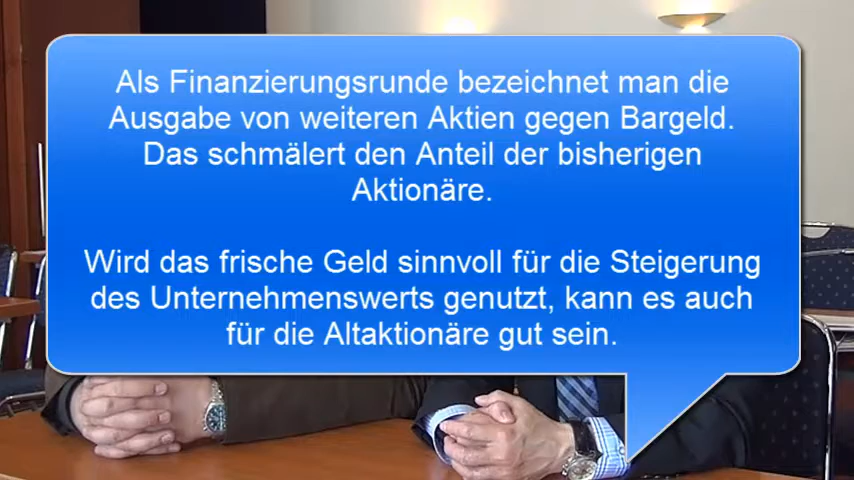 Als Finanzierungsrunde bezeichnet man die
Ausgabe von weiteren Aktien gegen Bargeld.
Das schmälert den Anteil der bisherigen
Aktionäre.
Wird das frische Geld sinnvoll für die Steigerung
des Unternehmenswerts genutzt, kann es auch
für die Altaktionäre gut sein.